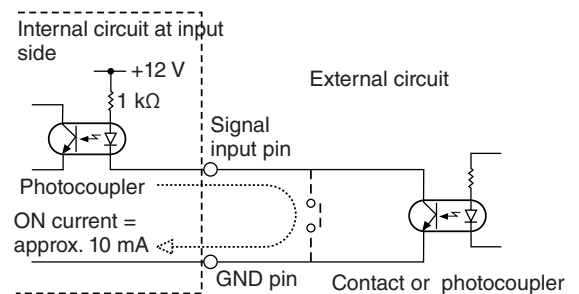 Internal circuit at input
side
+12 V
1 kΩ
External circuit
Signal
input pin
Photocoupler
ON current =
approx. 10 mA
GND pin
Contact or photocoupler